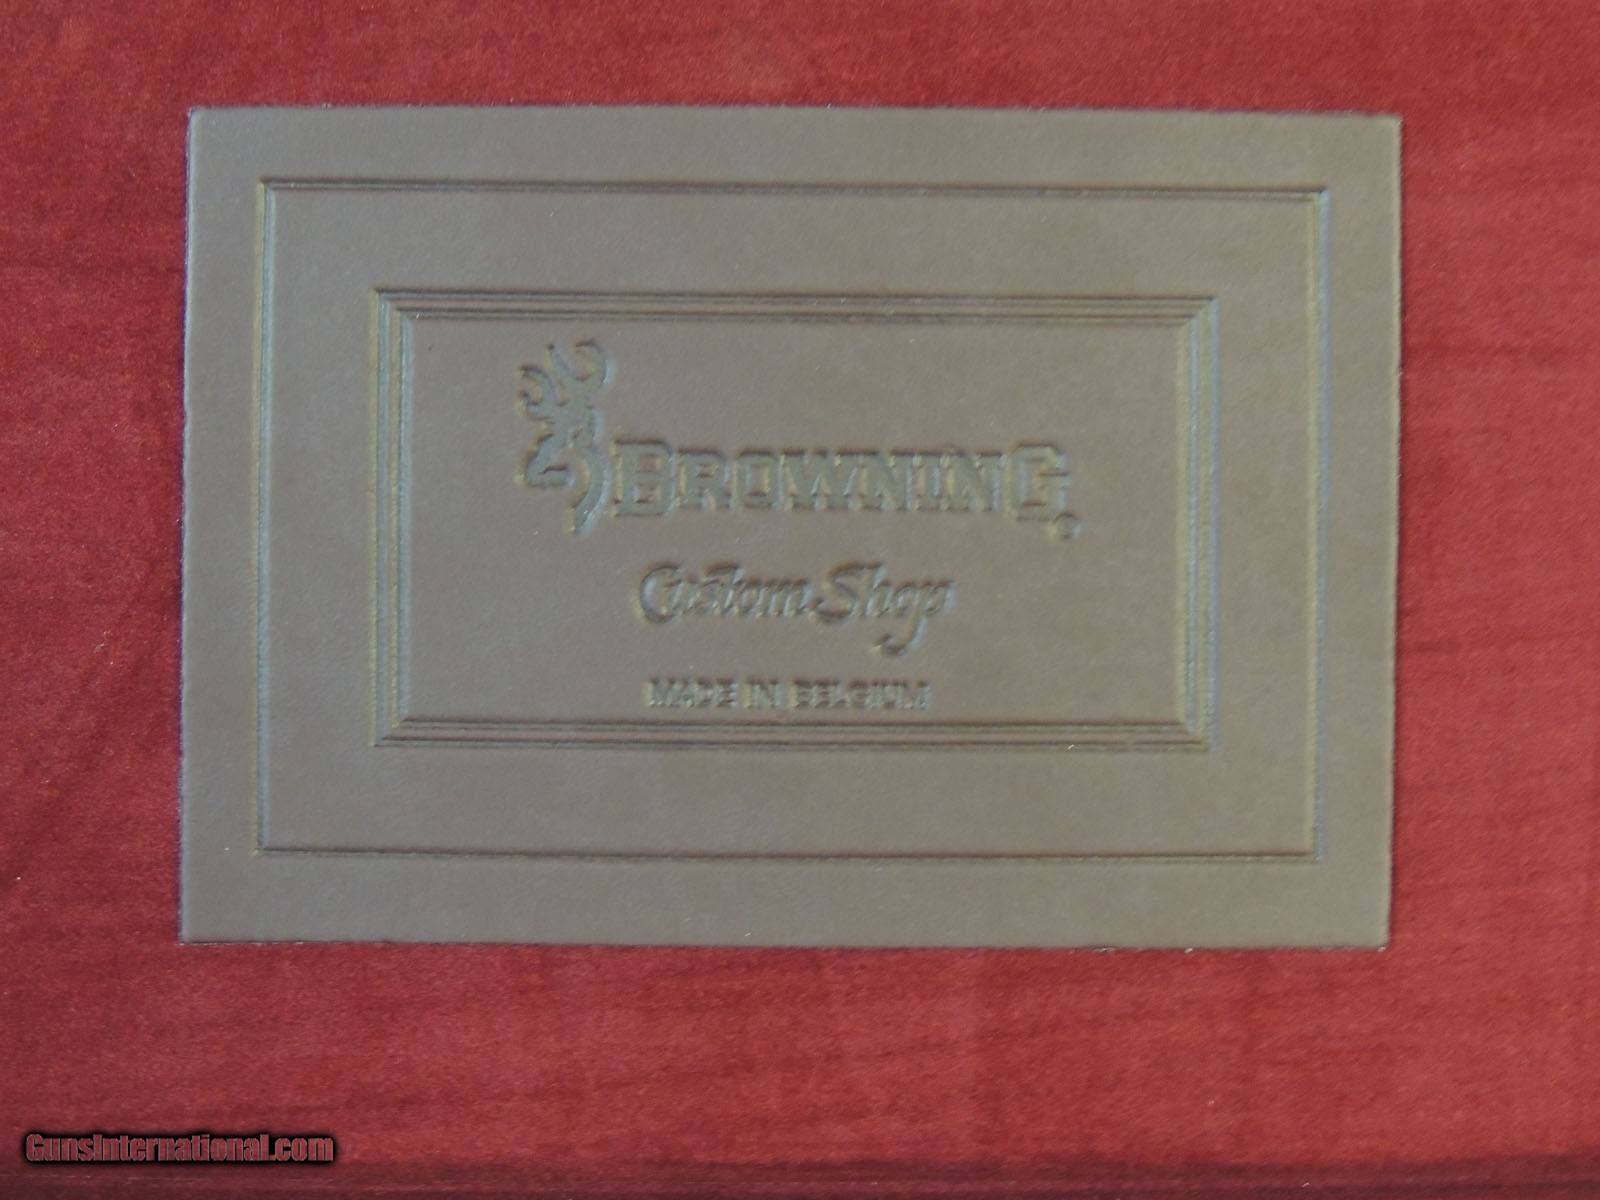 BROWNING®
Custom Shop
MADE IN BELGIUM
GunsInternational.com